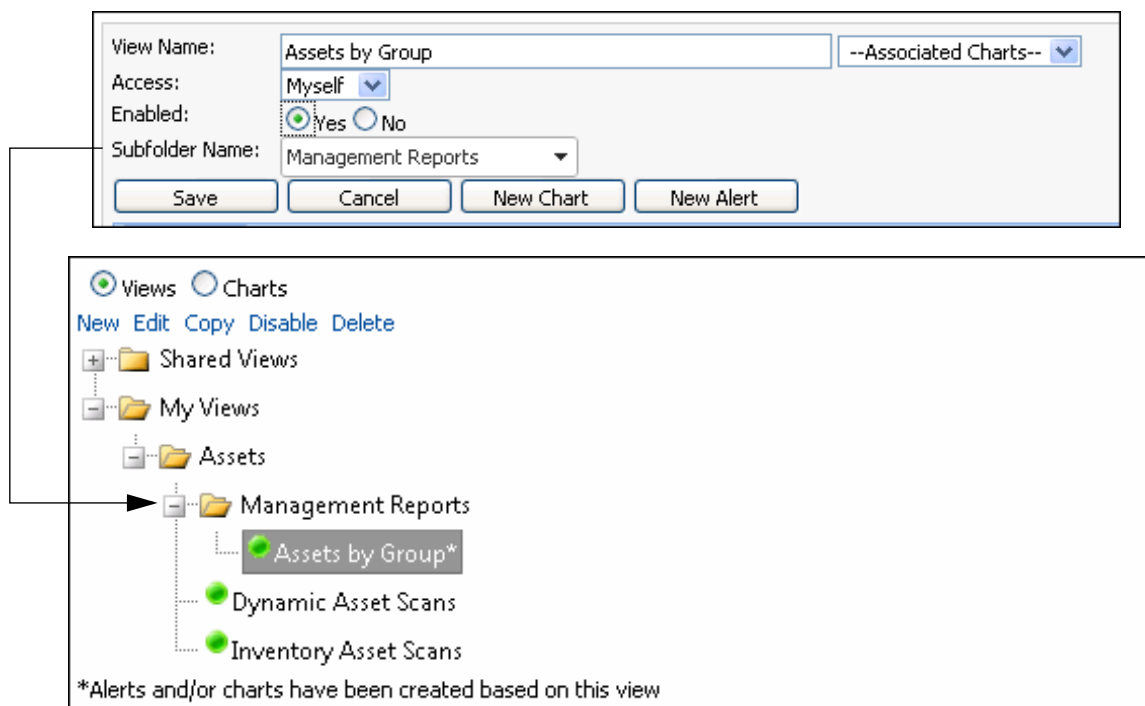 View Name: Assets by Group --Associated Charts--
Access: Myself
Enabled: Yes No
Subfolder Name: Management Reports
Save Cancel New Chart New Alert
Views Charts
New Edit Copy Disable Delete
Shared Views
My Views
Assets
Management Reports
Assets by Group*
Dynamic Asset Scans
Inventory Asset Scans
*Alerts and/or charts have been created based on this view